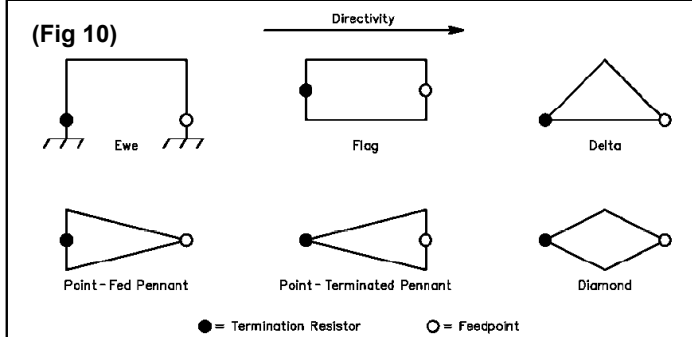 Directivity
(Fig 10)
Ewe
Flag
Delta
Point-Fed Pennant
Point-Terminated Pennant
Diamond
= Termination Resistor
= Feedpoint